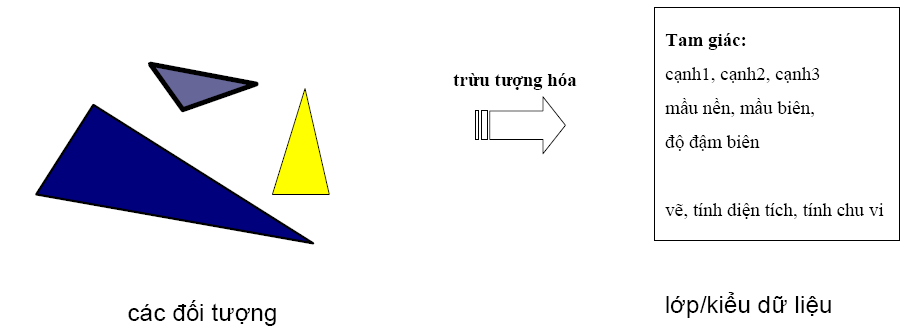 trừu tượng hóa
Tam giác:
cạnh1, cạnh2, cạnh3
mầu nền, mầu biên,
độ đậm biên
vẽ, tính diện tích, tính chu vi
các đối tượng
lớp/kiểu dữ liệu